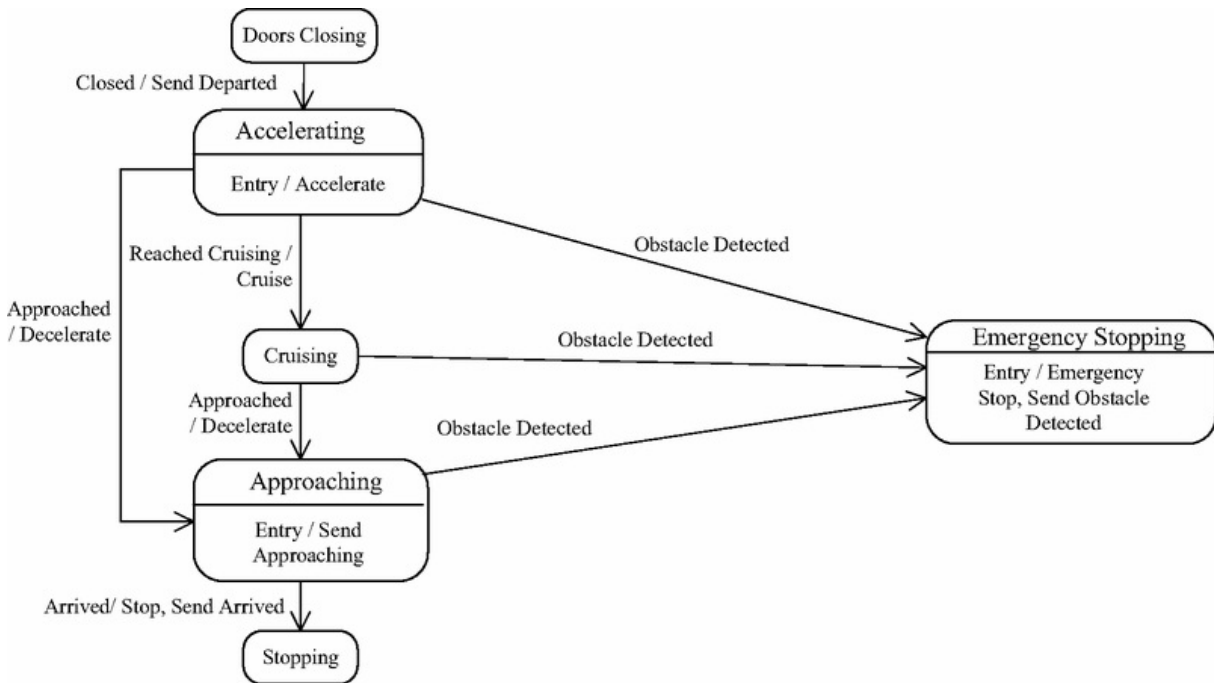 Doors Closing
Closed / Send Departed
Accelerating
Entry / Accelerate
Obstacle Detected
Reached Cruising /
Cruise
Approached
/ Decelerate
Cruising
Obstacle Detected
Emergency Stopping
Entry / Emergency
Stop, Send Obstacle
Detected
Approached
/ Decelerate
Obstacle Detected
Approaching
Entry / Send
Approaching
Arrived/ Stop, Send Arrived
Stopping